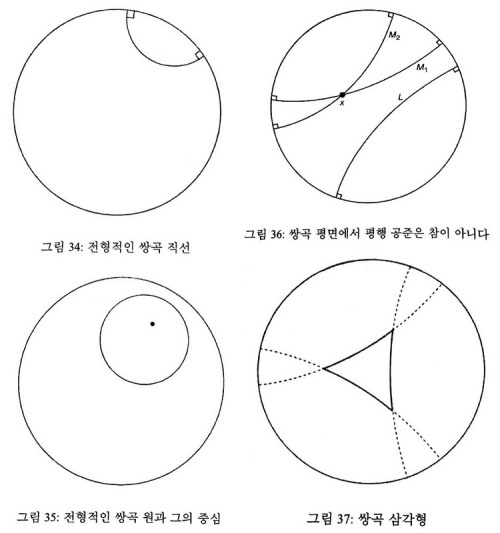 그림 34: 전형적인 쌍곡 직선
M₂
M₁
x
L
그림 36: 쌍곡 평면에서 평행 공준은 참이 아니다
그림 35: 전형적인 쌍곡 원과 그의 중심
그림 37: 쌍곡 삼각형